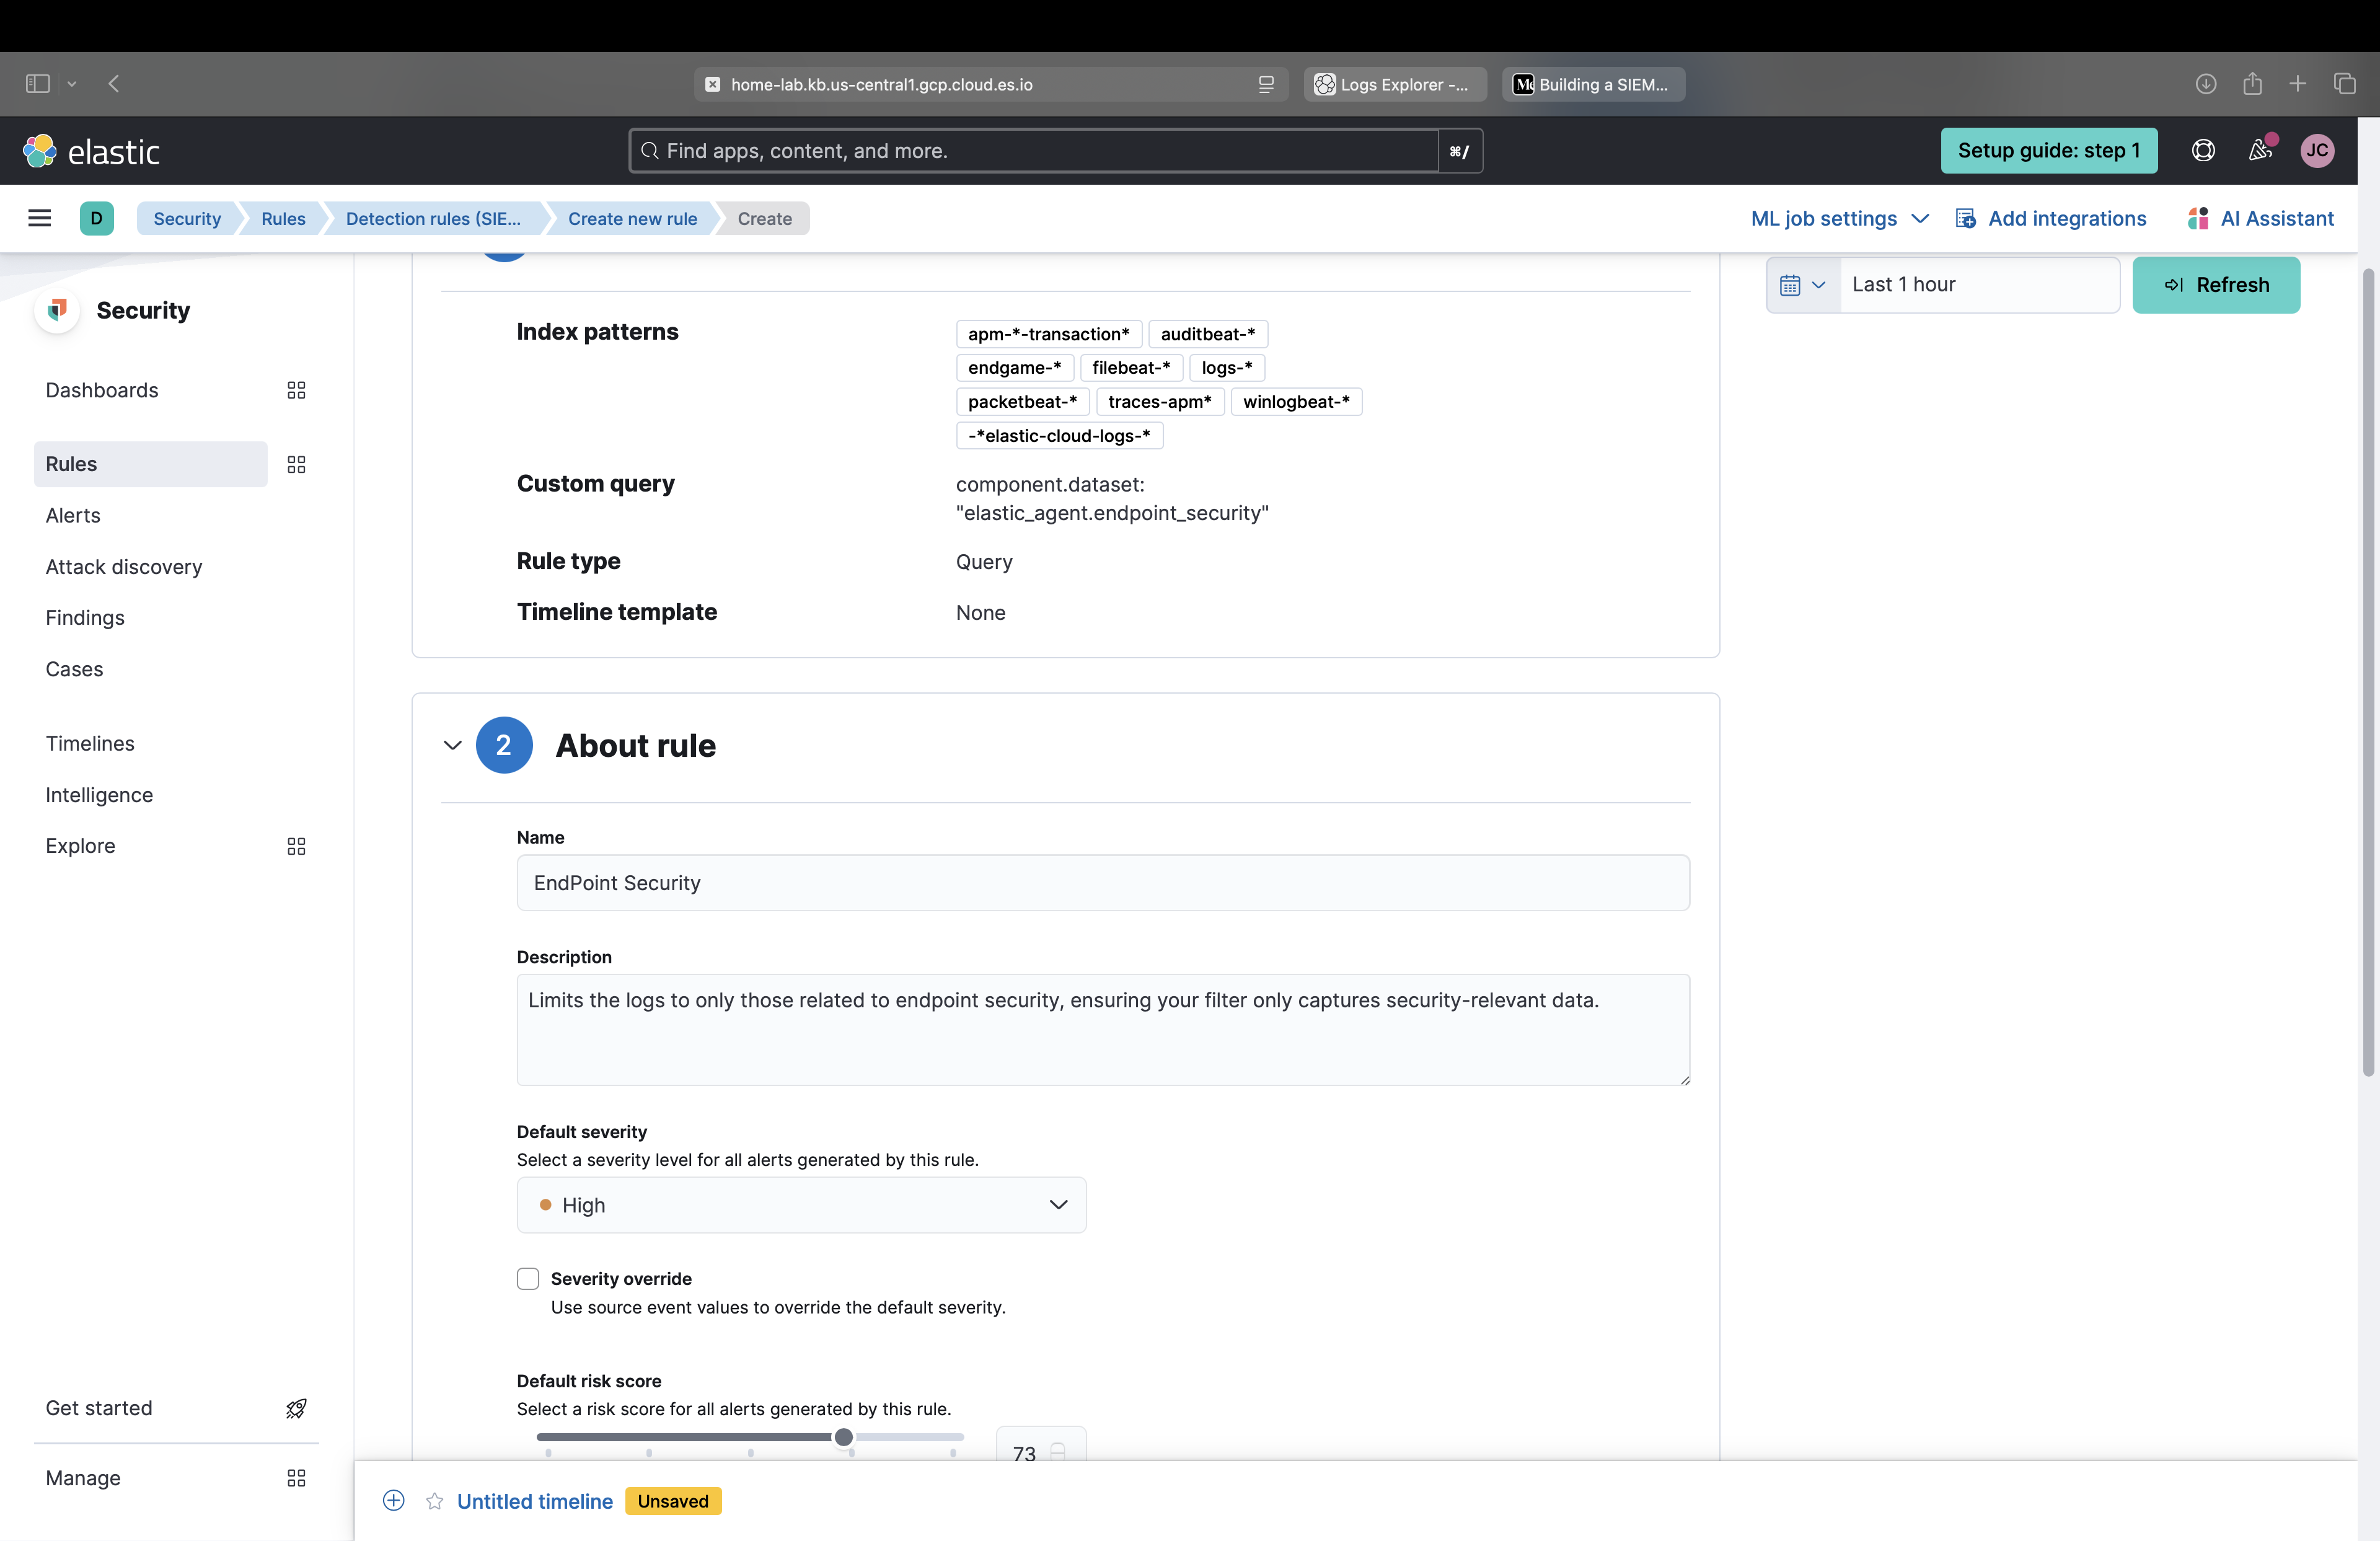 home-lab.kb.us-central1.gcp.cloud.es.io
Logs Explorer -...
Building a SIEM...
elastic
Find apps, content, and more.
⌘/
Setup guide: step 1
JC
D
Security
Rules
Detection rules (SIE...
Create new rule
Create
ML job settings
Add integrations
AI Assistant
Security
Dashboards
Rules
Alerts
Attack discovery
Findings
Cases
Timelines
Intelligence
Explore
Get started
Manage
Last 1 hour
Refresh
Index patterns
apm-*-transaction* auditbeat-*
endgame-* filebeat-* logs-*
packetbeat-* traces-apm* winlogbeat-*
-*elastic-cloud-logs-*
Custom query
component.dataset:
"elastic_agent.endpoint_security"
Rule type
Query
Timeline template
None
2
About rule
Name
EndPoint Security
Description
Limits the logs to only those related to endpoint security, ensuring your filter only captures security-relevant data.
Default severity
Select a severity level for all alerts generated by this rule.
High
Severity override
Use source event values to override the default severity.
Default risk score
Select a risk score for all alerts generated by this rule.
73
Untitled timeline
Unsaved